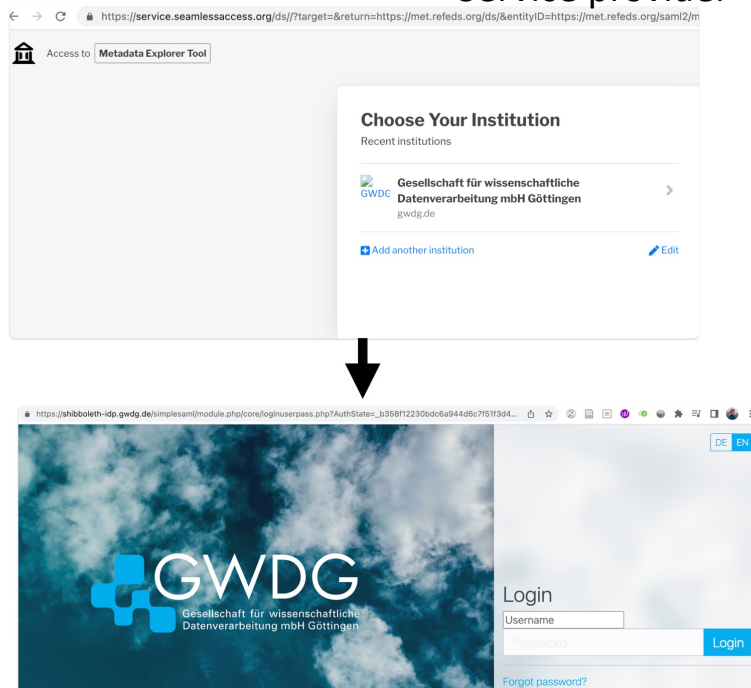 service provider
https://service.seamlessaccess.org/ds//?target=&return=https://met.refeds.org/ds/&entityID=https://met.refeds.org/saml2/m
Access to Metadata Explorer Tool
Choose Your Institution
Recent institutions
GWDG
Gesellschaft für wissenschaftliche
Datenverarbeitung mbH Göttingen
gwdg.de
Add another institution
Edit
https://shibboleth-idp.gwdg.de/simplesaml/module.php/core/loginuserpass.php?AuthState=_b358f12230bdc6a944d6c7f51f3d4...
DE EN
GWDG
Gesellschaft für wissenschaftliche
Datenverarbeitung mbH Göttingen
Login
Username
Password
Login
Forgot password?